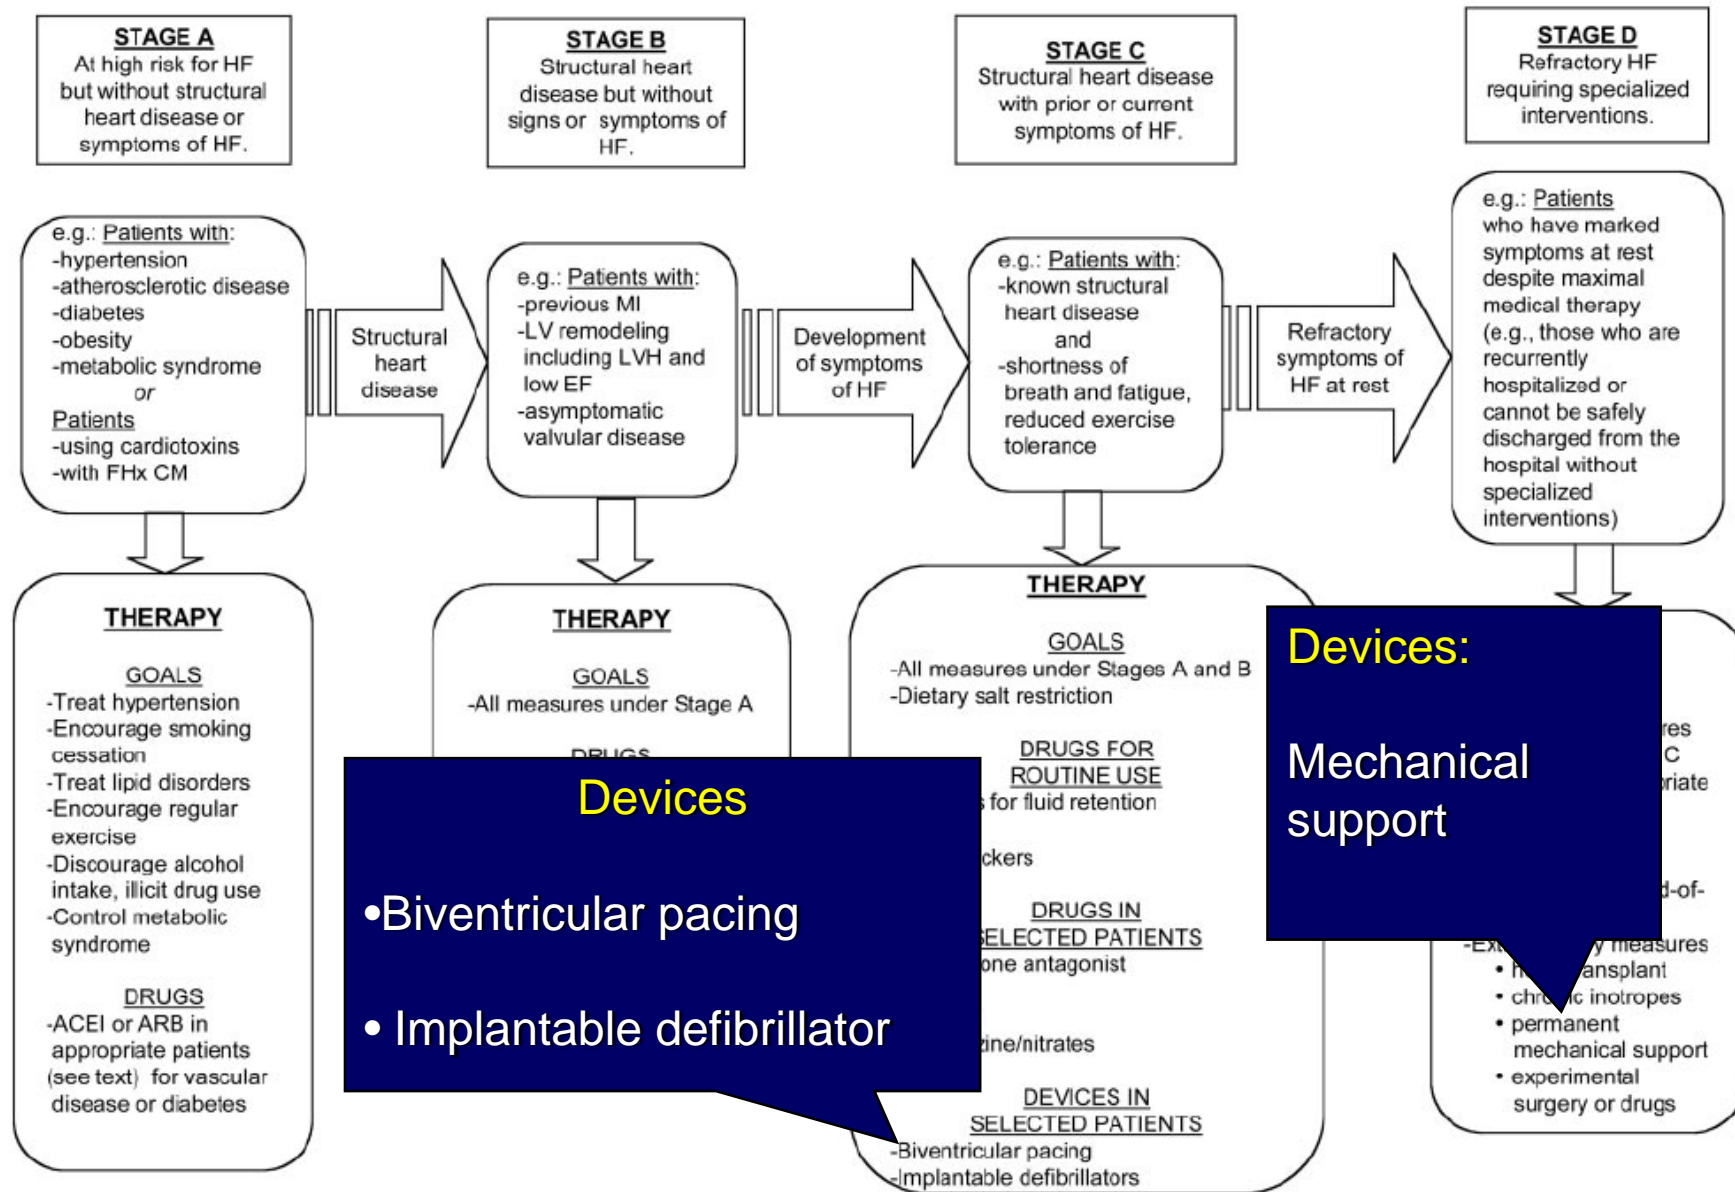 STAGE A
At high risk for HF
but without structural
heart disease or
symptoms of HF.
STAGE B
Structural heart
disease but without
signs or symptoms of
HF.
STAGE C
Structural heart disease
with prior or current
symptoms of HF.
STAGE D
Refractory HF
requiring specialized
interventions.
e.g.: Patients with:
-hypertension
-atherosclerotic disease
-diabetes
-obesity
-metabolic syndrome
or
Patients
-using cardiotoxins
-with FHx CM
Structural
heart
disease
e.g.: Patients with:
-previous MI
-LV remodeling
including LVH and
low EF
-asymptomatic
valvular disease
Development
of symptoms
of HF
e.g.: Patients with:
-known structural
heart disease
and
-shortness of
breath and fatigue,
reduced exercise
tolerance
Refractory
symptoms of
HF at rest
e.g.: Patients
who have marked
symptoms at rest
despite maximal
medical therapy
(e.g., those who are
recurrently
hospitalized or
cannot be safely
discharged from the
hospital without
specialized
interventions)
THERAPY
GOALS
-Treat hypertension
-Encourage smoking
cessation
-Treat lipid disorders
-Encourage regular
exercise
-Discourage alcohol
intake, illicit drug use
-Control metabolic
syndrome
DRUGS
-ACEI or ARB in
appropriate patients
(see text) for vascular
disease or diabetes
THERAPY
GOALS
-All measures under Stage A
DRUGS
Devices
•Biventricular pacing
• Implantable defibrillator
THERAPY
GOALS
-All measures under Stages A and B
-Dietary salt restriction
DRUGS FOR
ROUTINE USE
for fluid retention
DRUGS IN
SELECTED PATIENTS
antagonist
/nitrates
DEVICES IN
SELECTED PATIENTS
-Biventricular pacing
-Implantable defibrillators
Devices:
Mechanical
support
C
measures
• chronic inotropes
• permanent
mechanical support
• experimental
surgery or drugs